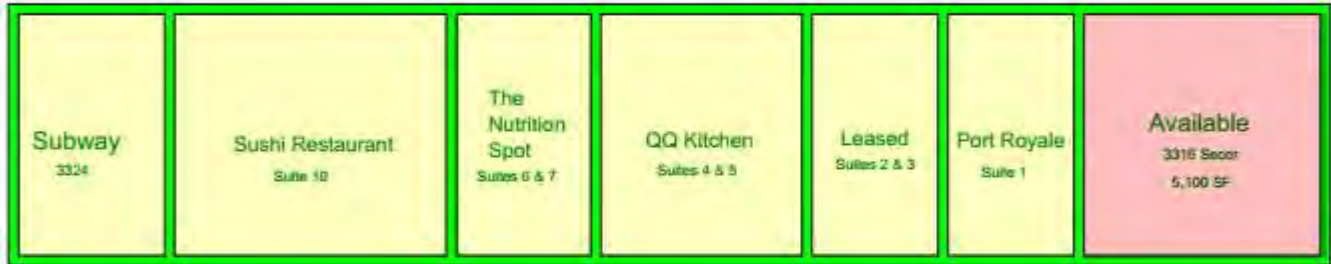 Subway
3324
Sushi Restaurant
Suite 10
The
Nutrition
Spot
Suites 6 & 7
QQ Kitchen
Suites 4 & 5
Leased
Suites 2 & 3
Port Royale
Suite 1
Available
3316 Secor
5,100 SF